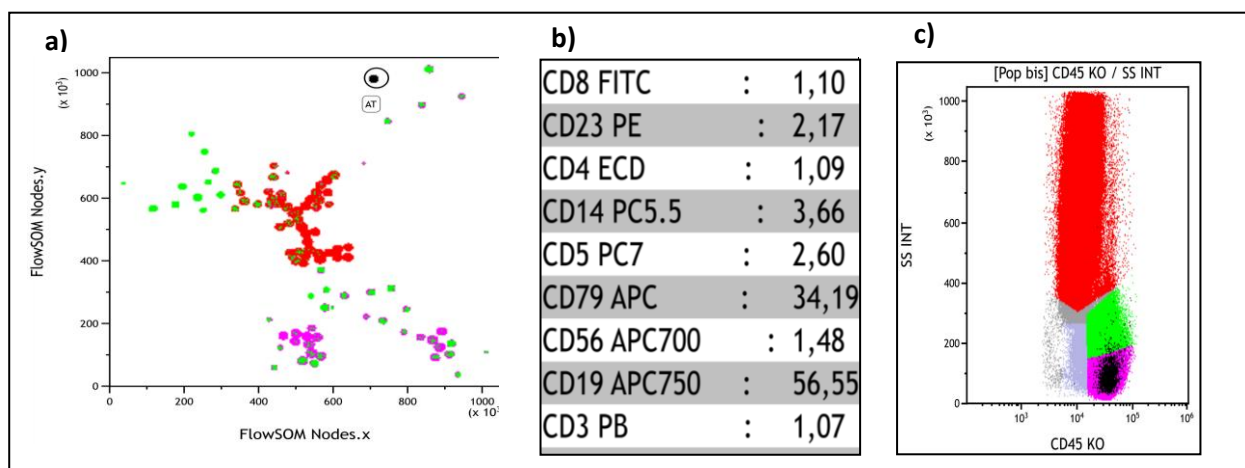 a)
(x 10³)
1000
800
600
400
200
0
FlowSOM Nodes.y
AT
0 200 400 600 800 1000
(x 10³)
FlowSOM Nodes.x
b)
CD8 FITC : 1,10
CD23 PE : 2,17
CD4 ECD : 1,09
CD14 PC5.5 : 3,66
CD5 PC7 : 2,60
CD79 APC : 34,19
CD56 APC700 : 1,48
CD19 APC750 : 56,55
CD3 PB : 1,07
c)
[Pop bis] CD45 KO / SS INT
(x 10³)
1000
800
600
400
200
0
SS INT
10³ 10⁴ 10⁵ 10⁶
CD45 KO